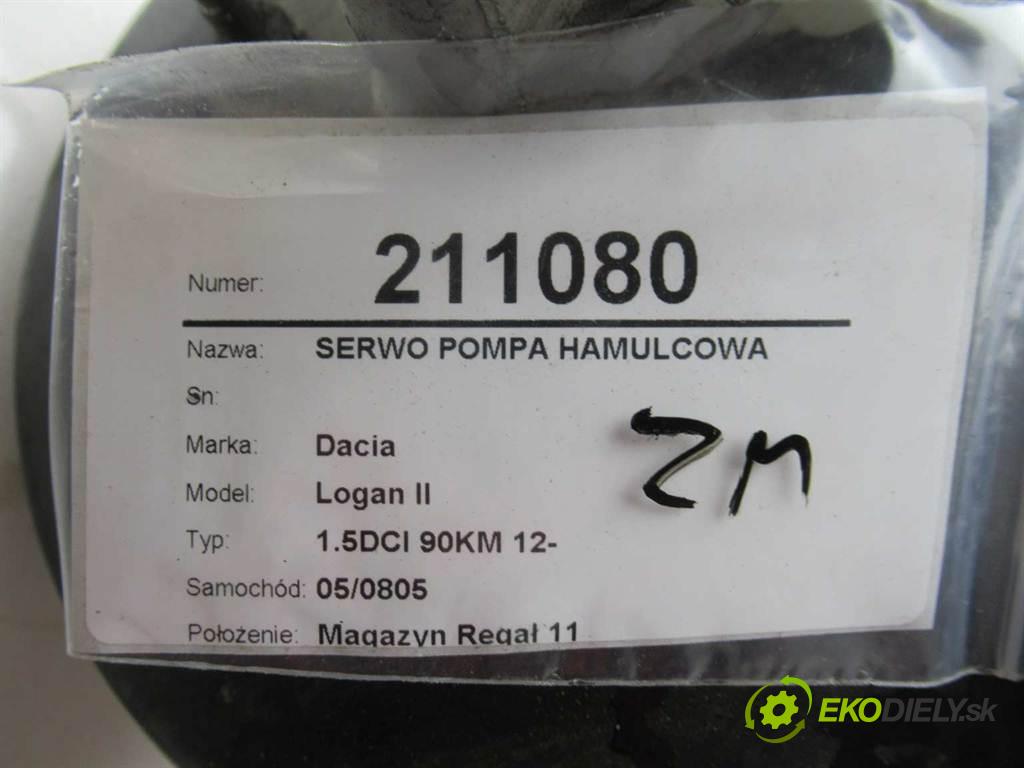 Numer: 211080
Nazwa: SERWO POMPA HAMULCOWA
Sn:
Marka: Dacia
Model: Logan II
Typ: 1.5DCI 90KM 12-
Samochód: 05/0805
Położenie: Magazyn Regał 11
ZM
EKODIELY.sk